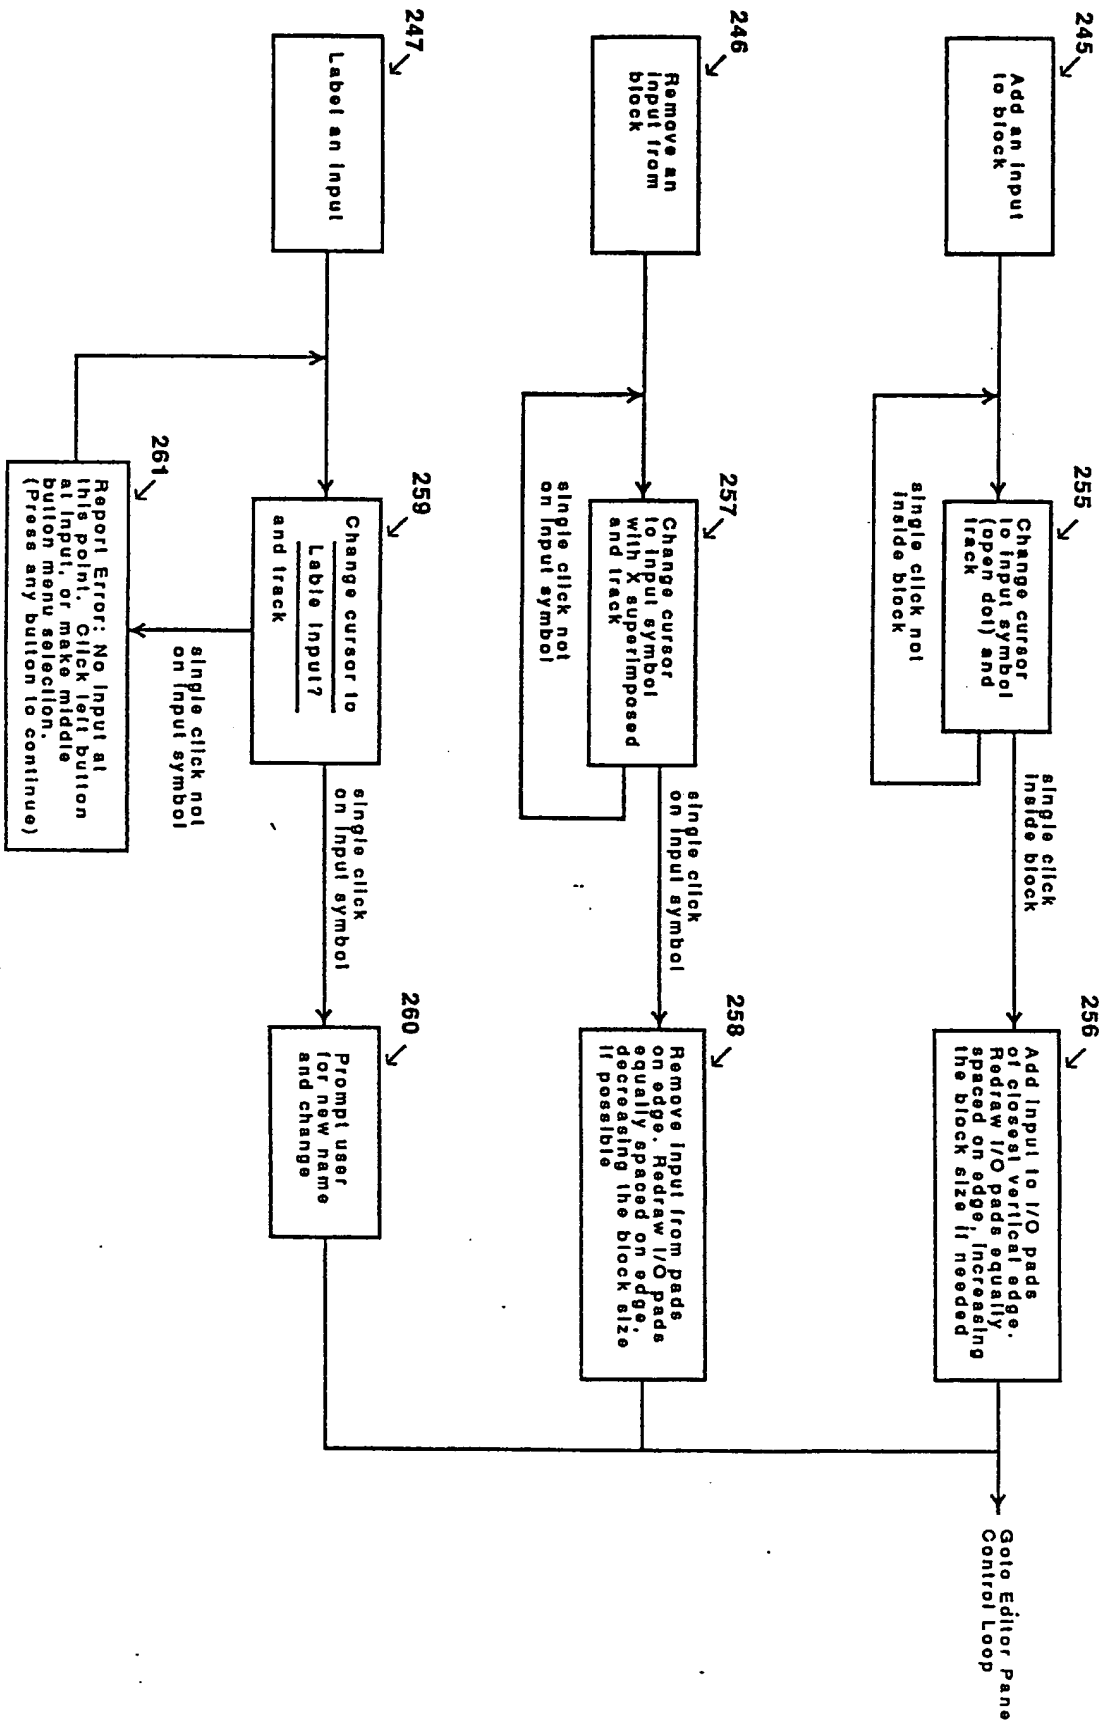 245
Add an input
to block
255
Change cursor
to input symbol
(open dot) and
track
single click not
inside block
single click
inside block
256
Add input to I/O pads
of closest vertical edge.
Redraw I/O pads equally
spaced on edge, increasing
the block size if needed
Goto Editor Pane
Control Loop
246
Remove an
input from
block
257
Change cursor
to input symbol
with X superimposed
and track
single click not
on input symbol
single click
on input symbol
258
Remove input from pads
on edge. Redraw I/O pads
equally spaced on edge,
decreasing the block size
if possible
247
Label an input
259
Change cursor to
Lable Input?
and track
single click
on input symbol
260
Prompt user
for new name
and change
single click not
on input symbol
261
Report Error: No input at
this point. Click left button
at input, or make middle
button menu selection.
(Press any button to continue)